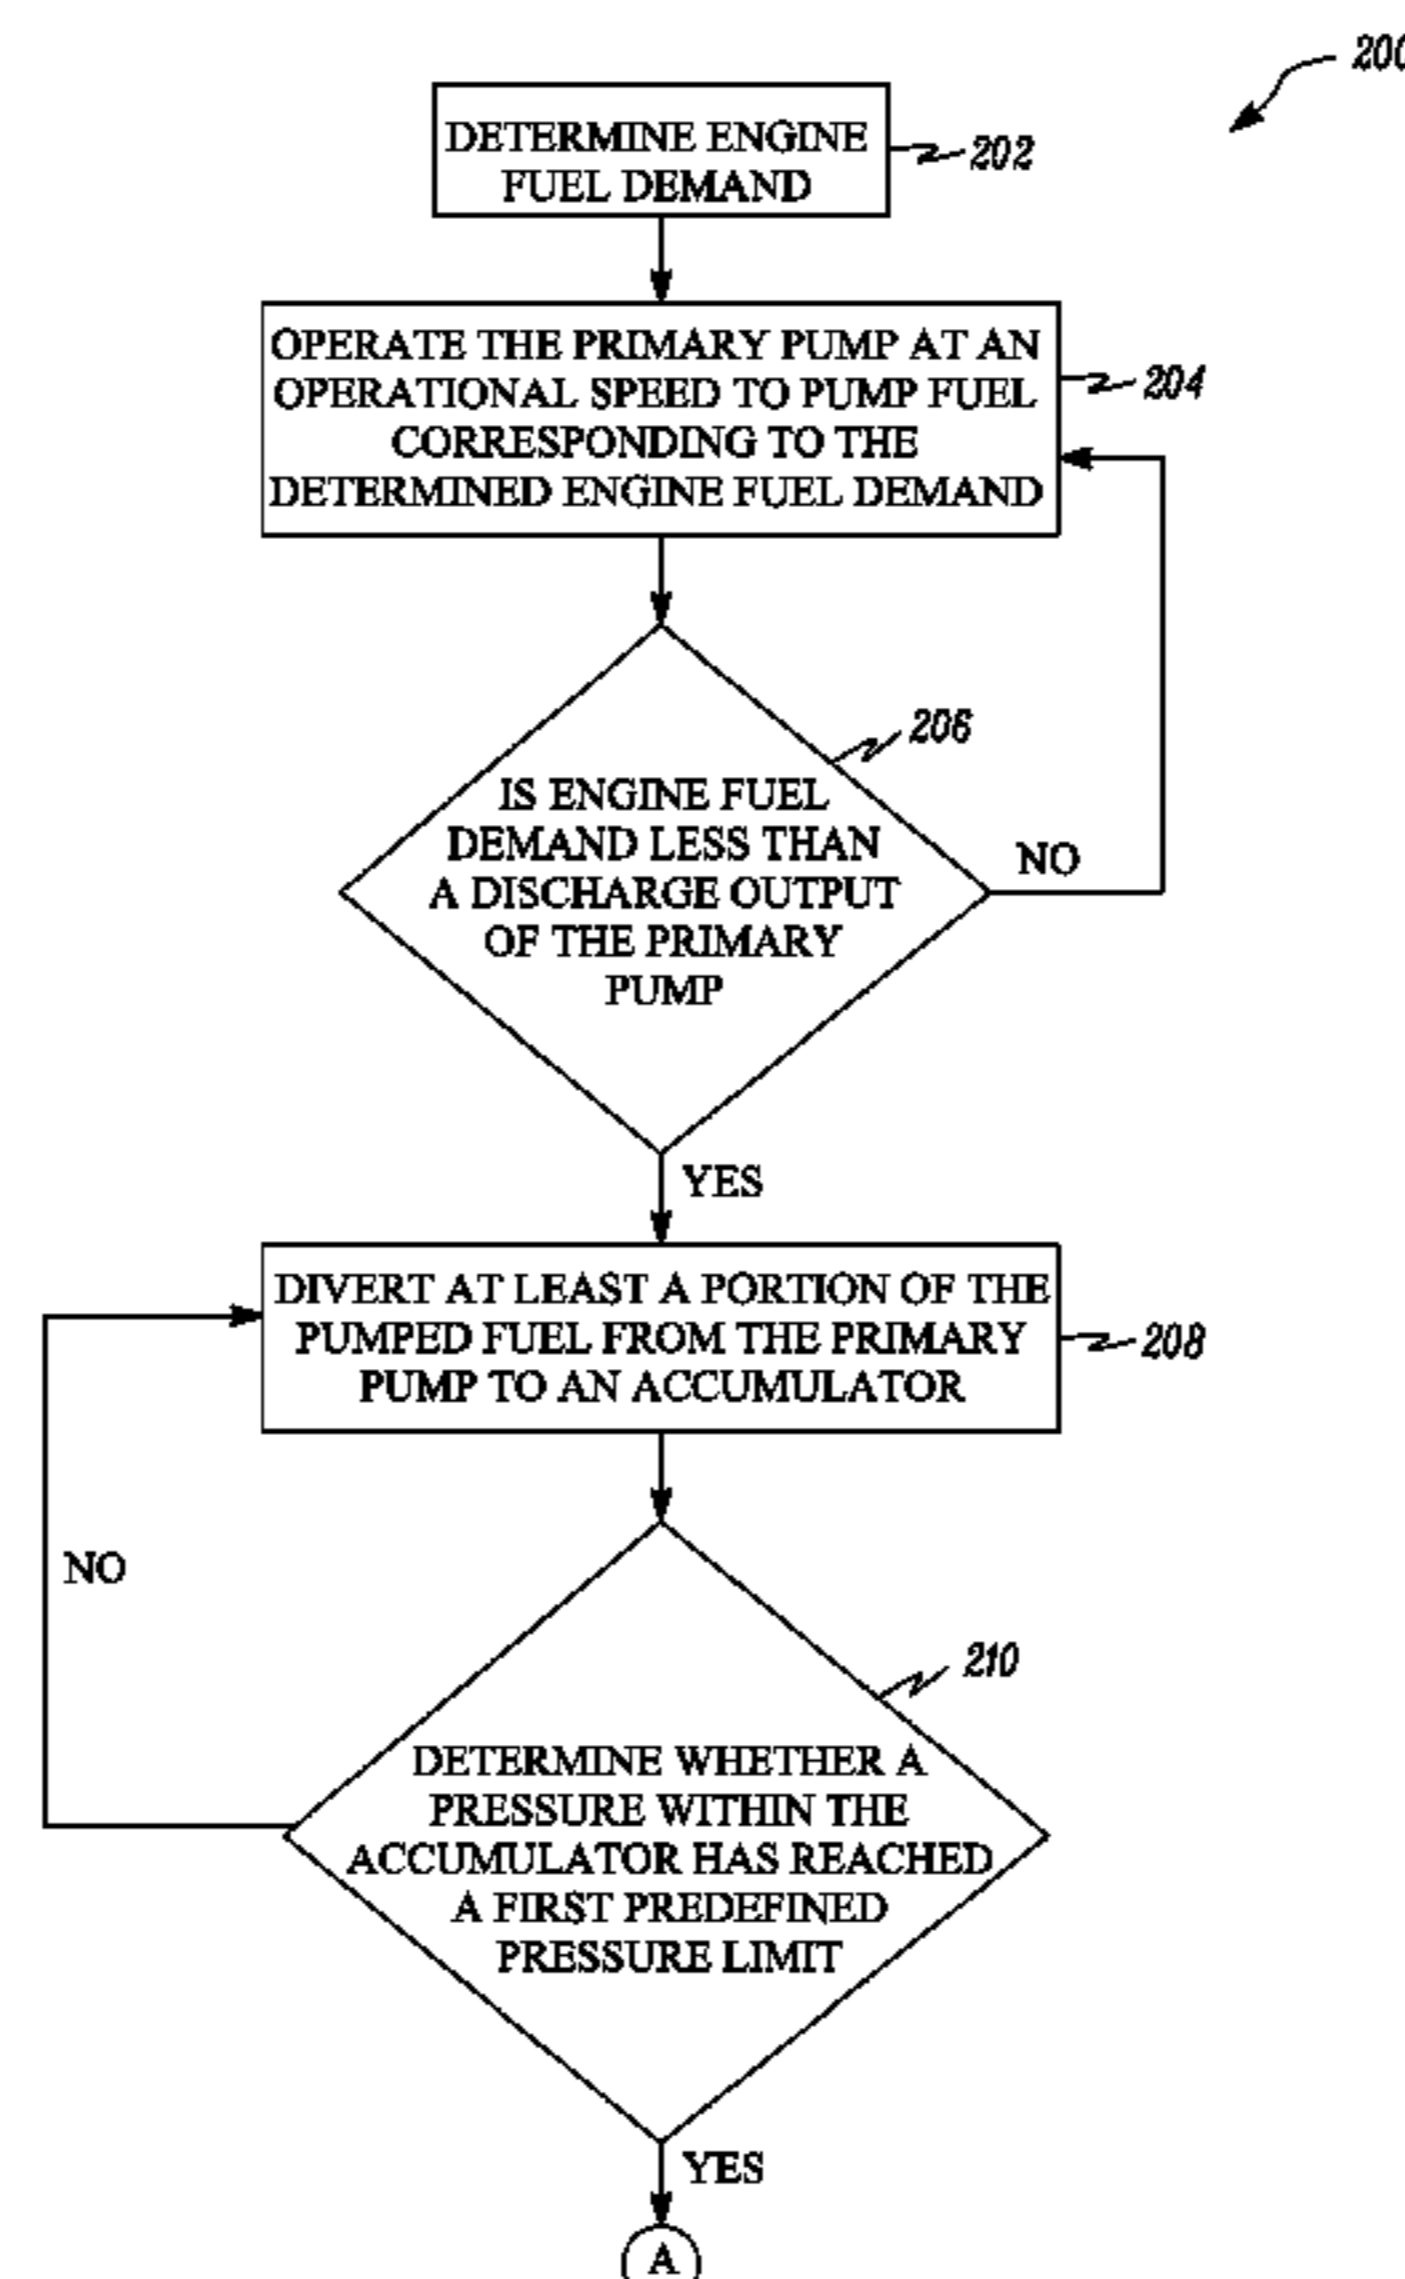 200
DETERMINE ENGINE
FUEL DEMAND
202
OPERATE THE PRIMARY PUMP AT AN
OPERATIONAL SPEED TO PUMP FUEL
CORRESPONDING TO THE
DETERMINED ENGINE FUEL DEMAND
204
206
IS ENGINE FUEL
DEMAND LESS THAN
A DISCHARGE OUTPUT
OF THE PRIMARY
PUMP
NO
YES
DIVERT AT LEAST A PORTION OF THE
PUMPED FUEL FROM THE PRIMARY
PUMP TO AN ACCUMULATOR
208
NO
210
DETERMINE WHETHER A
PRESSURE WITHIN THE
ACCUMULATOR HAS REACHED
A FIRST PREDEFINED
PRESSURE LIMIT
YES
A